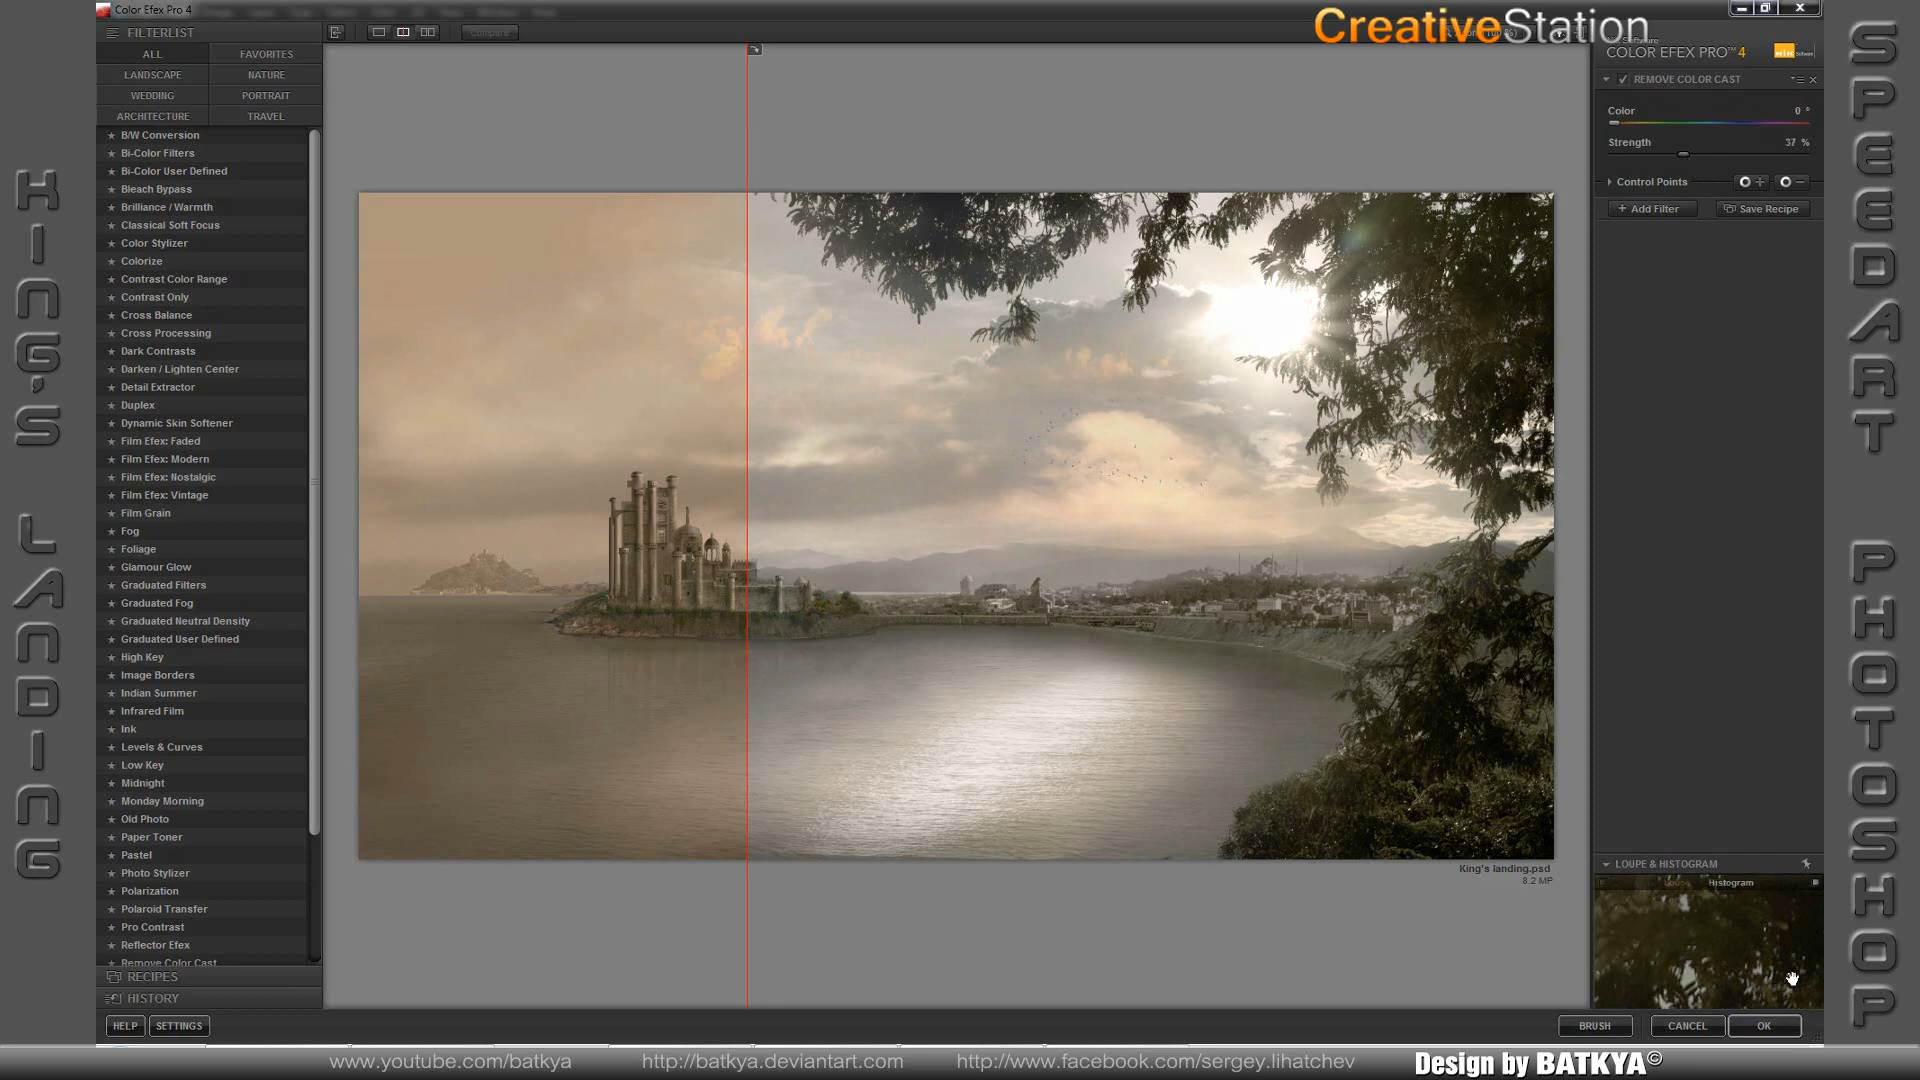 Color Efex Pro 4
CreativeStation
FILTERLIST
Compare
COLOR EFEX PRO™ 4
Nik Software
ALL
FAVORITES
LANDSCAPE
NATURE
WEDDING
PORTRAIT
ARCHITECTURE
TRAVEL
B/W Conversion
Bi-Color Filters
Bi-Color User Defined
Bleach Bypass
Brilliance / Warmth
Classical Soft Focus
Color Stylizer
Colorize
Contrast Color Range
Contrast Only
Cross Balance
Cross Processing
Dark Contrasts
Darken / Lighten Center
Detail Extractor
Duplex
Dynamic Skin Softener
Film Efex: Faded
Film Efex: Modern
Film Efex: Nostalgic
Film Efex: Vintage
Film Grain
Fog
Foliage
Glamour Glow
Graduated Filters
Graduated Fog
Graduated Neutral Density
Graduated User Defined
High Key
Image Borders
Indian Summer
Infrared Film
Ink
Levels & Curves
Low Key
Midnight
Monday Morning
Old Photo
Paper Toner
Pastel
Photo Stylizer
Polarization
Polaroid Transfer
Pro Contrast
Reflector Efex
Remove Color Cast
RECIPES
HISTORY
HELP
SETTINGS
REMOVE COLOR CAST
Color 0 °
Strength 37 %
Control Points
+ Add Filter
Save Recipe
King's landing.psd
8.2 MP
LOUPE & HISTOGRAM
Loupe Histogram
BRUSH
CANCEL
OK
KING'S LANDING
SPEEDART PHOTOSHOP
www.youtube.com/batkya
http://batkya.deviantart.com
http://www.facebook.com/sergey.lihatchev
Design by BATKYA©